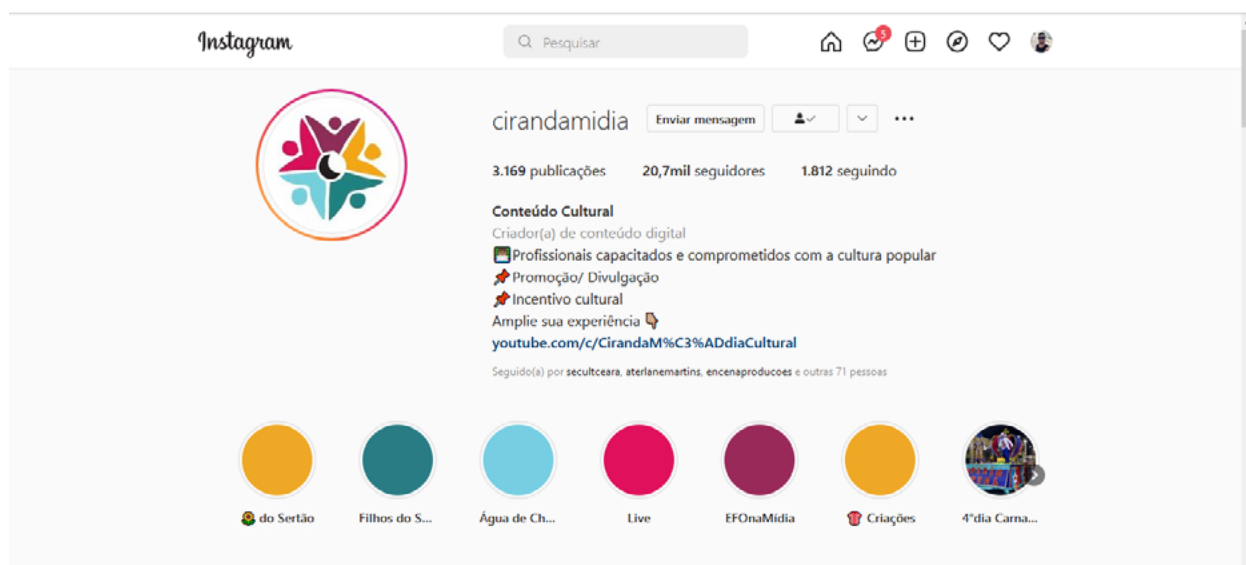 Instagram
Pesquisar
5
cirandamidia Enviar mensagem
3.169 publicações 20,7mil seguidores 1.812 seguindo
Conteúdo Cultural
Criador(a) de conteúdo digital
Profissionais capacitados e comprometidos com a cultura popular
Promoção/ Divulgação
Incentivo cultural
Amplie sua experiência
youtube.com/c/CirandaM%C3%ADdiaCultural
Seguido(a) por secultceara, aterlanemartins, encenaproducoes e outras 71 pessoas
do Sertão Filhos do S... Água de Ch... Live EFOnaMídia Criações 4°dia Carna...